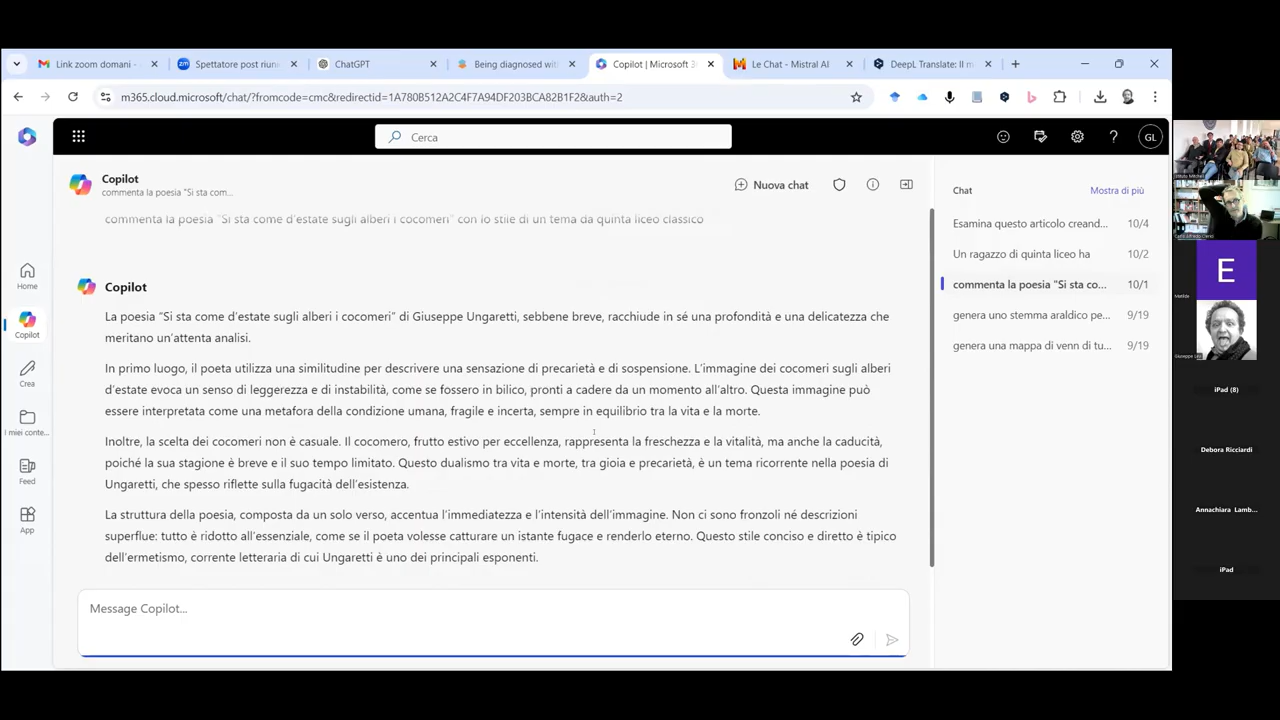 Link zoom domani -
Spettatore post riuni
ChatGPT
Being diagnosed with
Copilot | Microsoft 36
Le Chat - Mistral AI
DeepL Translate: Il m
m365.cloud.microsoft/chat/?fromcode=cmc&redirectid=1A780B512A2C4F7A94DF203BCA82B1F2&auth=2
Cerca
GL
Copilot
commenta la poesia "Si sta com...
Nuova chat
Chat
Mostra di più
commenta la poesia "Si sta come d'estate sugli alberi i cocomeri" con lo stile di un tema da quinta liceo classico
Esamina questo articolo creand... 10/4
Un ragazzo di quinta liceo ha 10/2
commenta la poesia "Si sta co... 10/1
genera uno stemma araldico pe... 9/19
genera una mappa di venn di tu... 9/19
Home
Copilot
Crea
I miei conte...
Feed
App
Copilot
La poesia "Si sta come d'estate sugli alberi i cocomeri" di Giuseppe Ungaretti, sebbene breve, racchiude in sé una profondità e una delicatezza che
meritano un'attenta analisi.
In primo luogo, il poeta utilizza una similitudine per descrivere una sensazione di precarietà e di sospensione. L'immagine dei cocomeri sugli alberi
d'estate evoca un senso di leggerezza e di instabilità, come se fossero in bilico, pronti a cadere da un momento all'altro. Questa immagine può
essere interpretata come una metafora della condizione umana, fragile e incerta, sempre in equilibrio tra la vita e la morte.
Inoltre, la scelta dei cocomeri non è casuale. Il cocomero, frutto estivo per eccellenza, rappresenta la freschezza e la vitalità, ma anche la caducità,
poiché la sua stagione è breve e il suo tempo limitato. Questo dualismo tra vita e morte, tra gioia e precarietà, è un tema ricorrente nella poesia di
Ungaretti, che spesso riflette sulla fugacità dell'esistenza.
La struttura della poesia, composta da un solo verso, accentua l'immediatezza e l'intensità dell'immagine. Non ci sono fronzoli né descrizioni
superflue: tutto è ridotto all'essenziale, come se il poeta volesse catturare un istante fugace e renderlo eterno. Questo stile conciso e diretto è tipico
dell'ermetismo, corrente letteraria di cui Ungaretti è uno dei principali esponenti.
Message Copilot...
E
Matilde
iPad (8)
Debora Ricciardi
Annachiara Lamb...
iPad